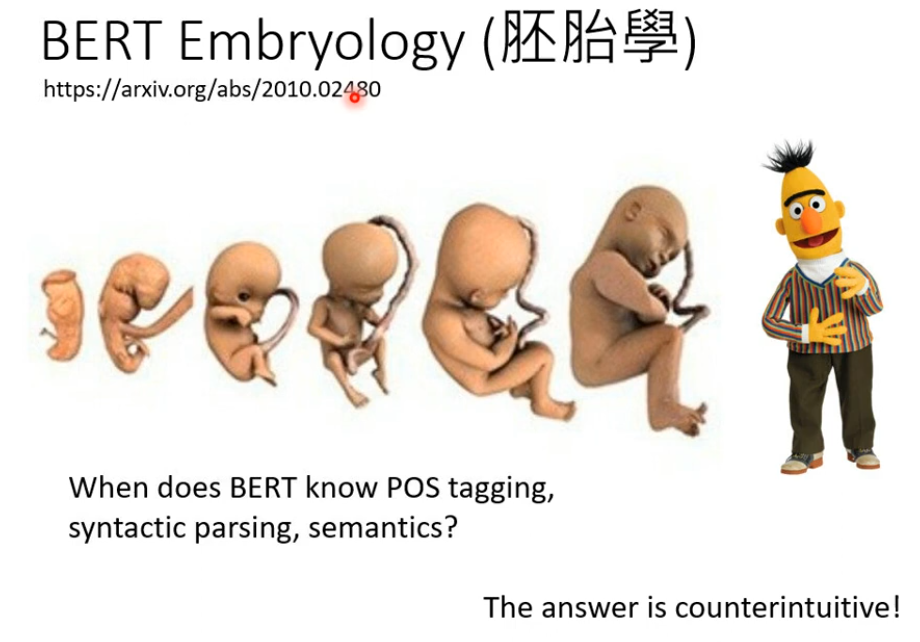 BERT Embryology (胚胎學)
https://arxiv.org/abs/2010.02480
When does BERT know POS tagging,
syntactic parsing, semantics?
The answer is counterintuitive!